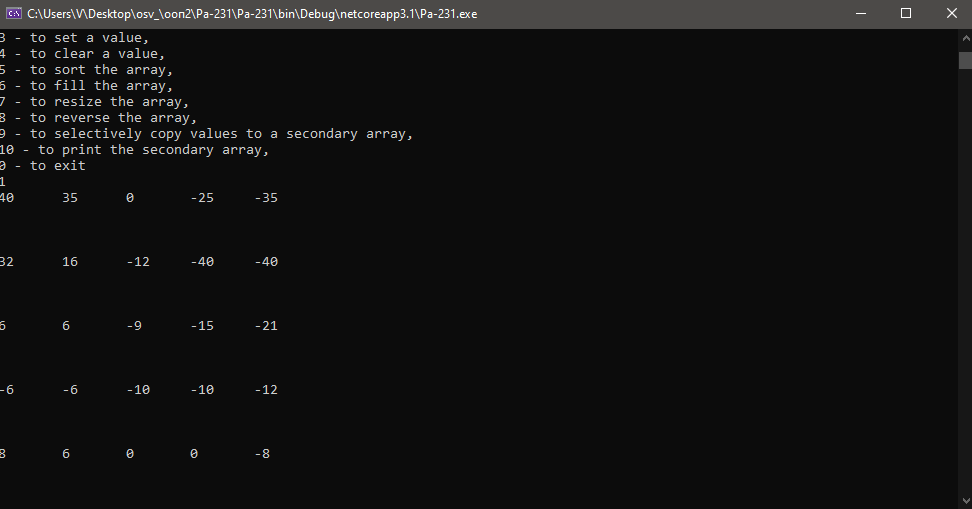 C:\Users\V\Desktop\osv_\ооп2\Pa-231\Pa-231\bin\Debug\netcoreapp3.1\Pa-231.exe
3 - to set a value,
4 - to clear a value,
5 - to sort the array,
6 - to fill the array,
7 - to resize the array,
8 - to reverse the array,
9 - to selectively copy values to a secondary array,
10 - to print the secondary array,
0 - to exit
1
40 35 0 -25 -35
32 16 -12 -40 -40
6 6 -9 -15 -21
-6 -6 -10 -10 -12
8 6 0 0 -8